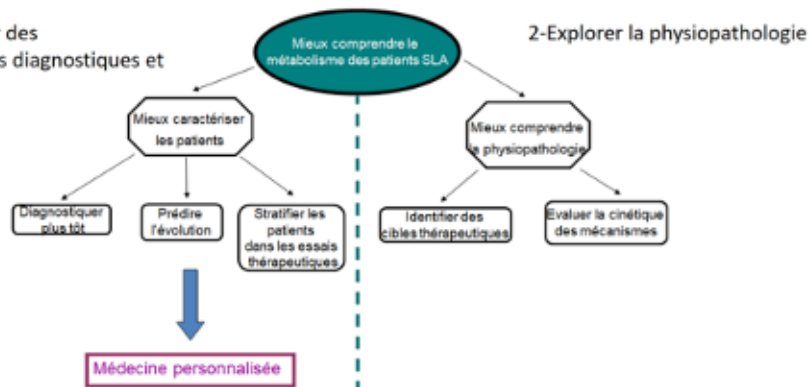 des
s diagnostiques et
Mieux comprendre le
métabolisme des patients SLA
2-Explorer la physiopathologie
Mieux caractériser
les patients
Mieux comprendre
la physiopathologie
Diagnostiquer
plus tôt
Prédire
l'évolution
Stratifier les
patients
dans les essais
thérapeutiques
Identifier des
cibles thérapeutiques
Evaluer la cinétique
des mécanismes
Médecine personnalisée